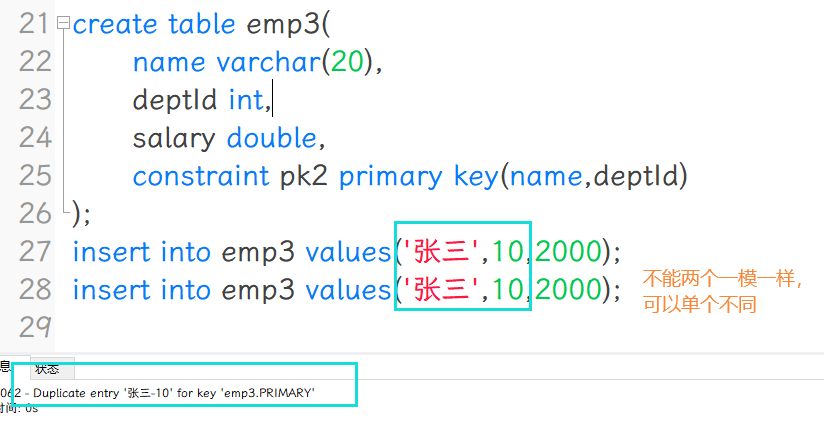 21 create table emp3(
22 name varchar(20),
23 deptId int,
24 salary double,
25 constraint pk2 primary key(name,deptId)
26 );
27 insert into emp3 values('张三',10,2000);
28 insert into emp3 values('张三',10,2000);
不能两个一模一样，
可以单个不同
29
息 状态
062 - Duplicate entry '张三-10' for key 'emp3.PRIMARY'
时间: 0s